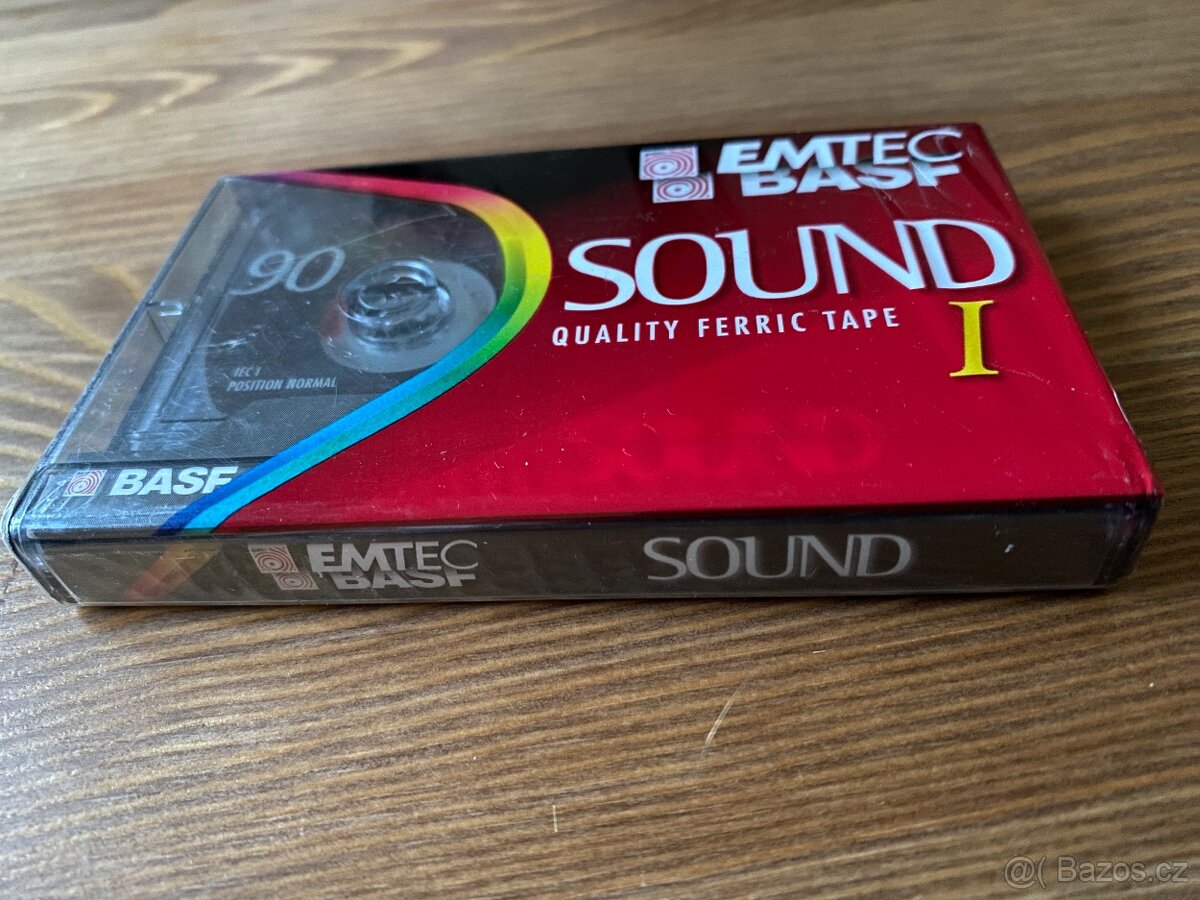 EMTEC
BASF
SOUND
QUALITY FERRIC TAPE
I
90
IEC I
POSITION NORMAL
BASF
EMTEC
BASF
SOUND
@( Bazos.cz